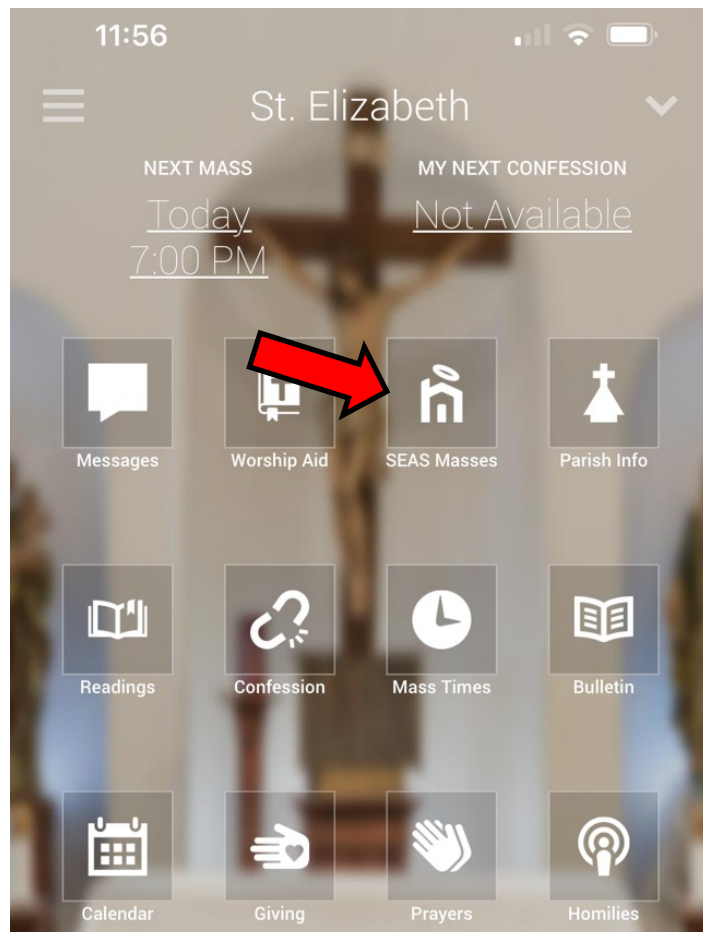 11:56
St. Elizabeth
NEXT MASS
MY NEXT CONFESSION
Today
7:00 PM
Not Available
Messages
Worship Aid
SEAS Masses
Parish Info
Readings
Confession
Mass Times
Bulletin
Calendar
Giving
Prayers
Homilies